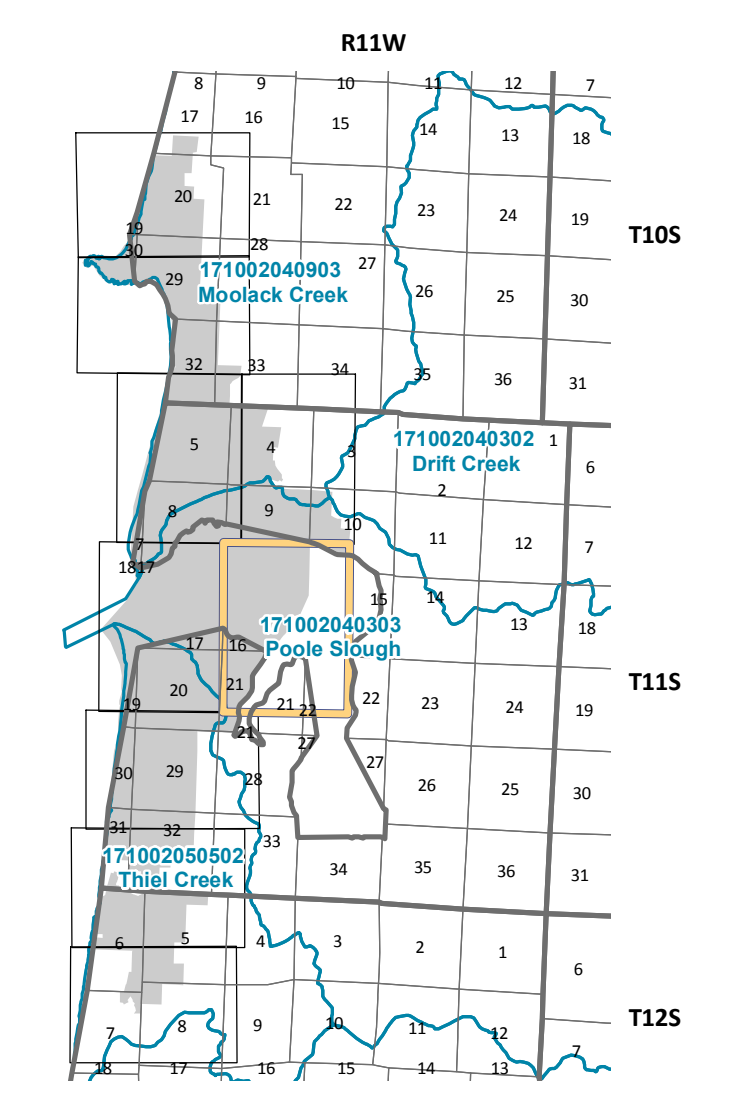 R11W
8 9 10 11 12 7
17 16 15 14 13 18
20 21 22 23 24 19
T10S
19 28
30 27
29 26 25 30
171002040903
Moolack Creek
32 33 34 35 36 31
5 4 3 1 6
171002040302
Drift Creek
2
8 9 10
7 11 12 7
18 17
15 14
13 18
171002040303
Poole Slough
17 16
T11S
20 21 21 22 22 23 24 19
19
21 27
30 29 28 27 26 25 30
31 32 33
171002050502
Thiel Creek
34 35 36 31
6 5 4 3 2 1 6
T12S
7 8 9 10 11 12 7
18 17 16 15 14 13